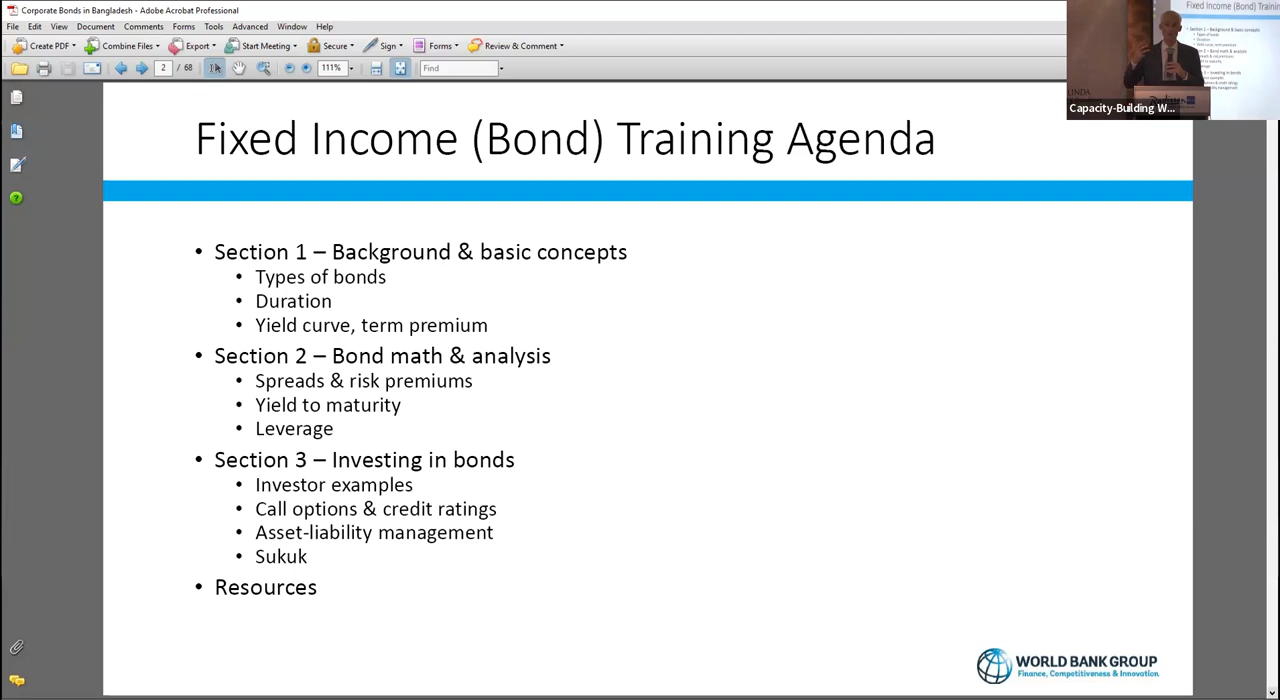 Corporate Bonds in Bangladesh - Adobe Acrobat Professional
File Edit View Document Comments Forms Tools Advanced Window Help
Create PDF Combine Files Export Start Meeting Secure Sign Forms Review & Comment
2 / 68 111% Find
Fixed Income (Bond) Training Agenda
• Section 1 – Background & basic concepts
• Types of bonds
• Duration
• Yield curve, term premium
• Section 2 – Bond math & analysis
• Spreads & risk premiums
• Yield to maturity
• Leverage
• Section 3 – Investing in bonds
• Investor examples
• Call options & credit ratings
• Asset-liability management
• Sukuk
• Resources
WORLD BANK GROUP
Finance, Competitiveness & Innovation
Fixed Income (Bond) Trainin
Capacity-Building W...